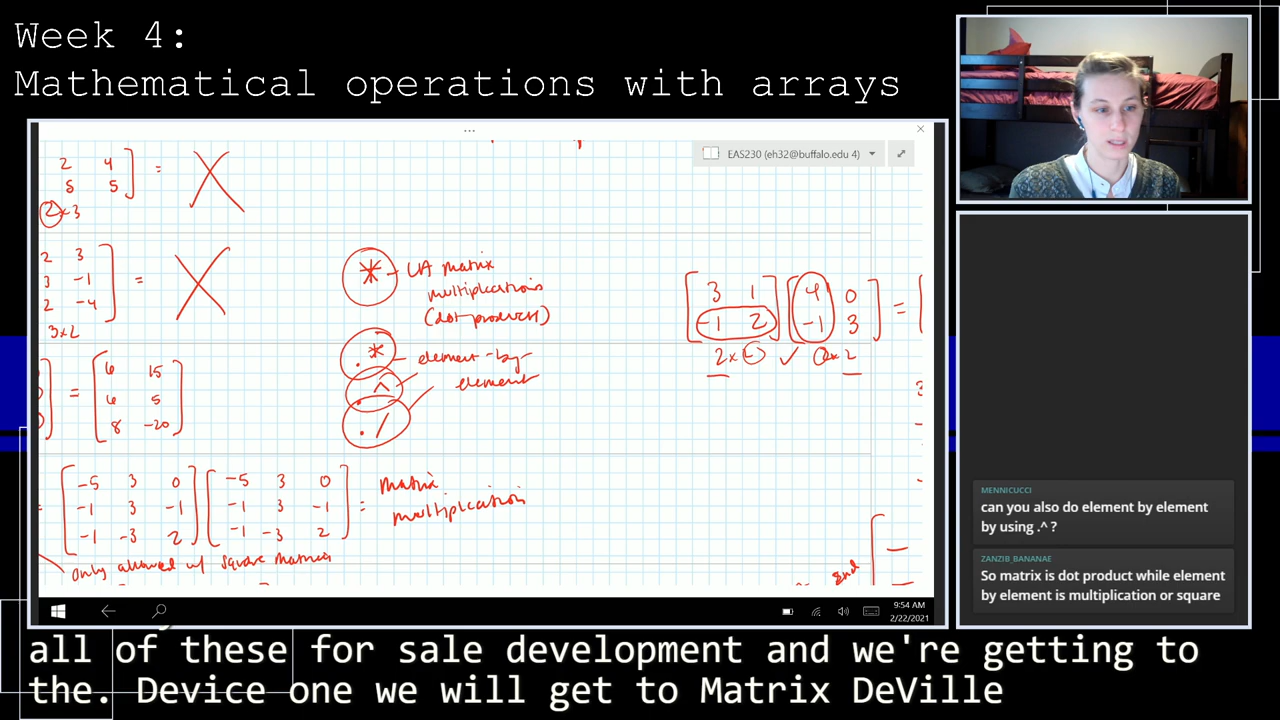 Week 4:
Mathematical operations with arrays
EAS230 (eh32@buffalo.edu 4)
2 4
5 5
] =
2x3
2 3
3 -1
2 -4
] =
3x2
] = [ 6 15
6 5
8 -20 ]
* - LA matrix
multiplications
(dot products)
.* - element-by-
element
.^
./
[ 3 1
-1 2 ] [ 4 0
-1 3 ] = [
2x2 ✓ 2x2
= [ -5 3 0
-1 3 -1
-1 -3 2 ] [ -5 3 0
-1 3 -1
-1 -3 2 ] = matrix
multiplication
only allowed w/ square matrices
2nd
MENNICUCCI
can you also do element by element
by using .^ ?
ZANZIB_BANANAE
So matrix is dot product while element
by element is multiplication or square
9:54 AM
2/22/2021
all of these for sale development and we're getting to
the. Device one we will get to Matrix DeVille